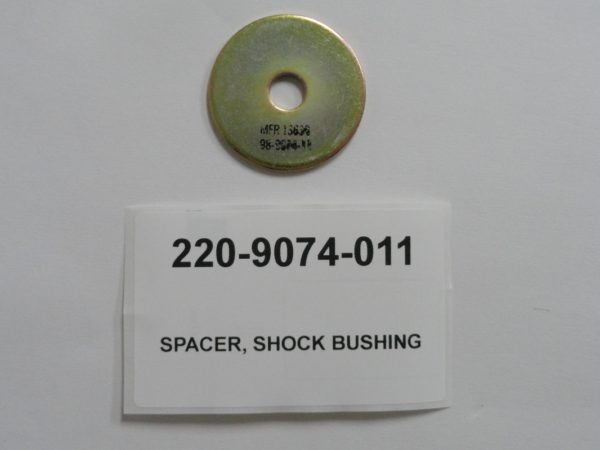 MFR
220-9074-011
SPACER, SHOCK BUSHING